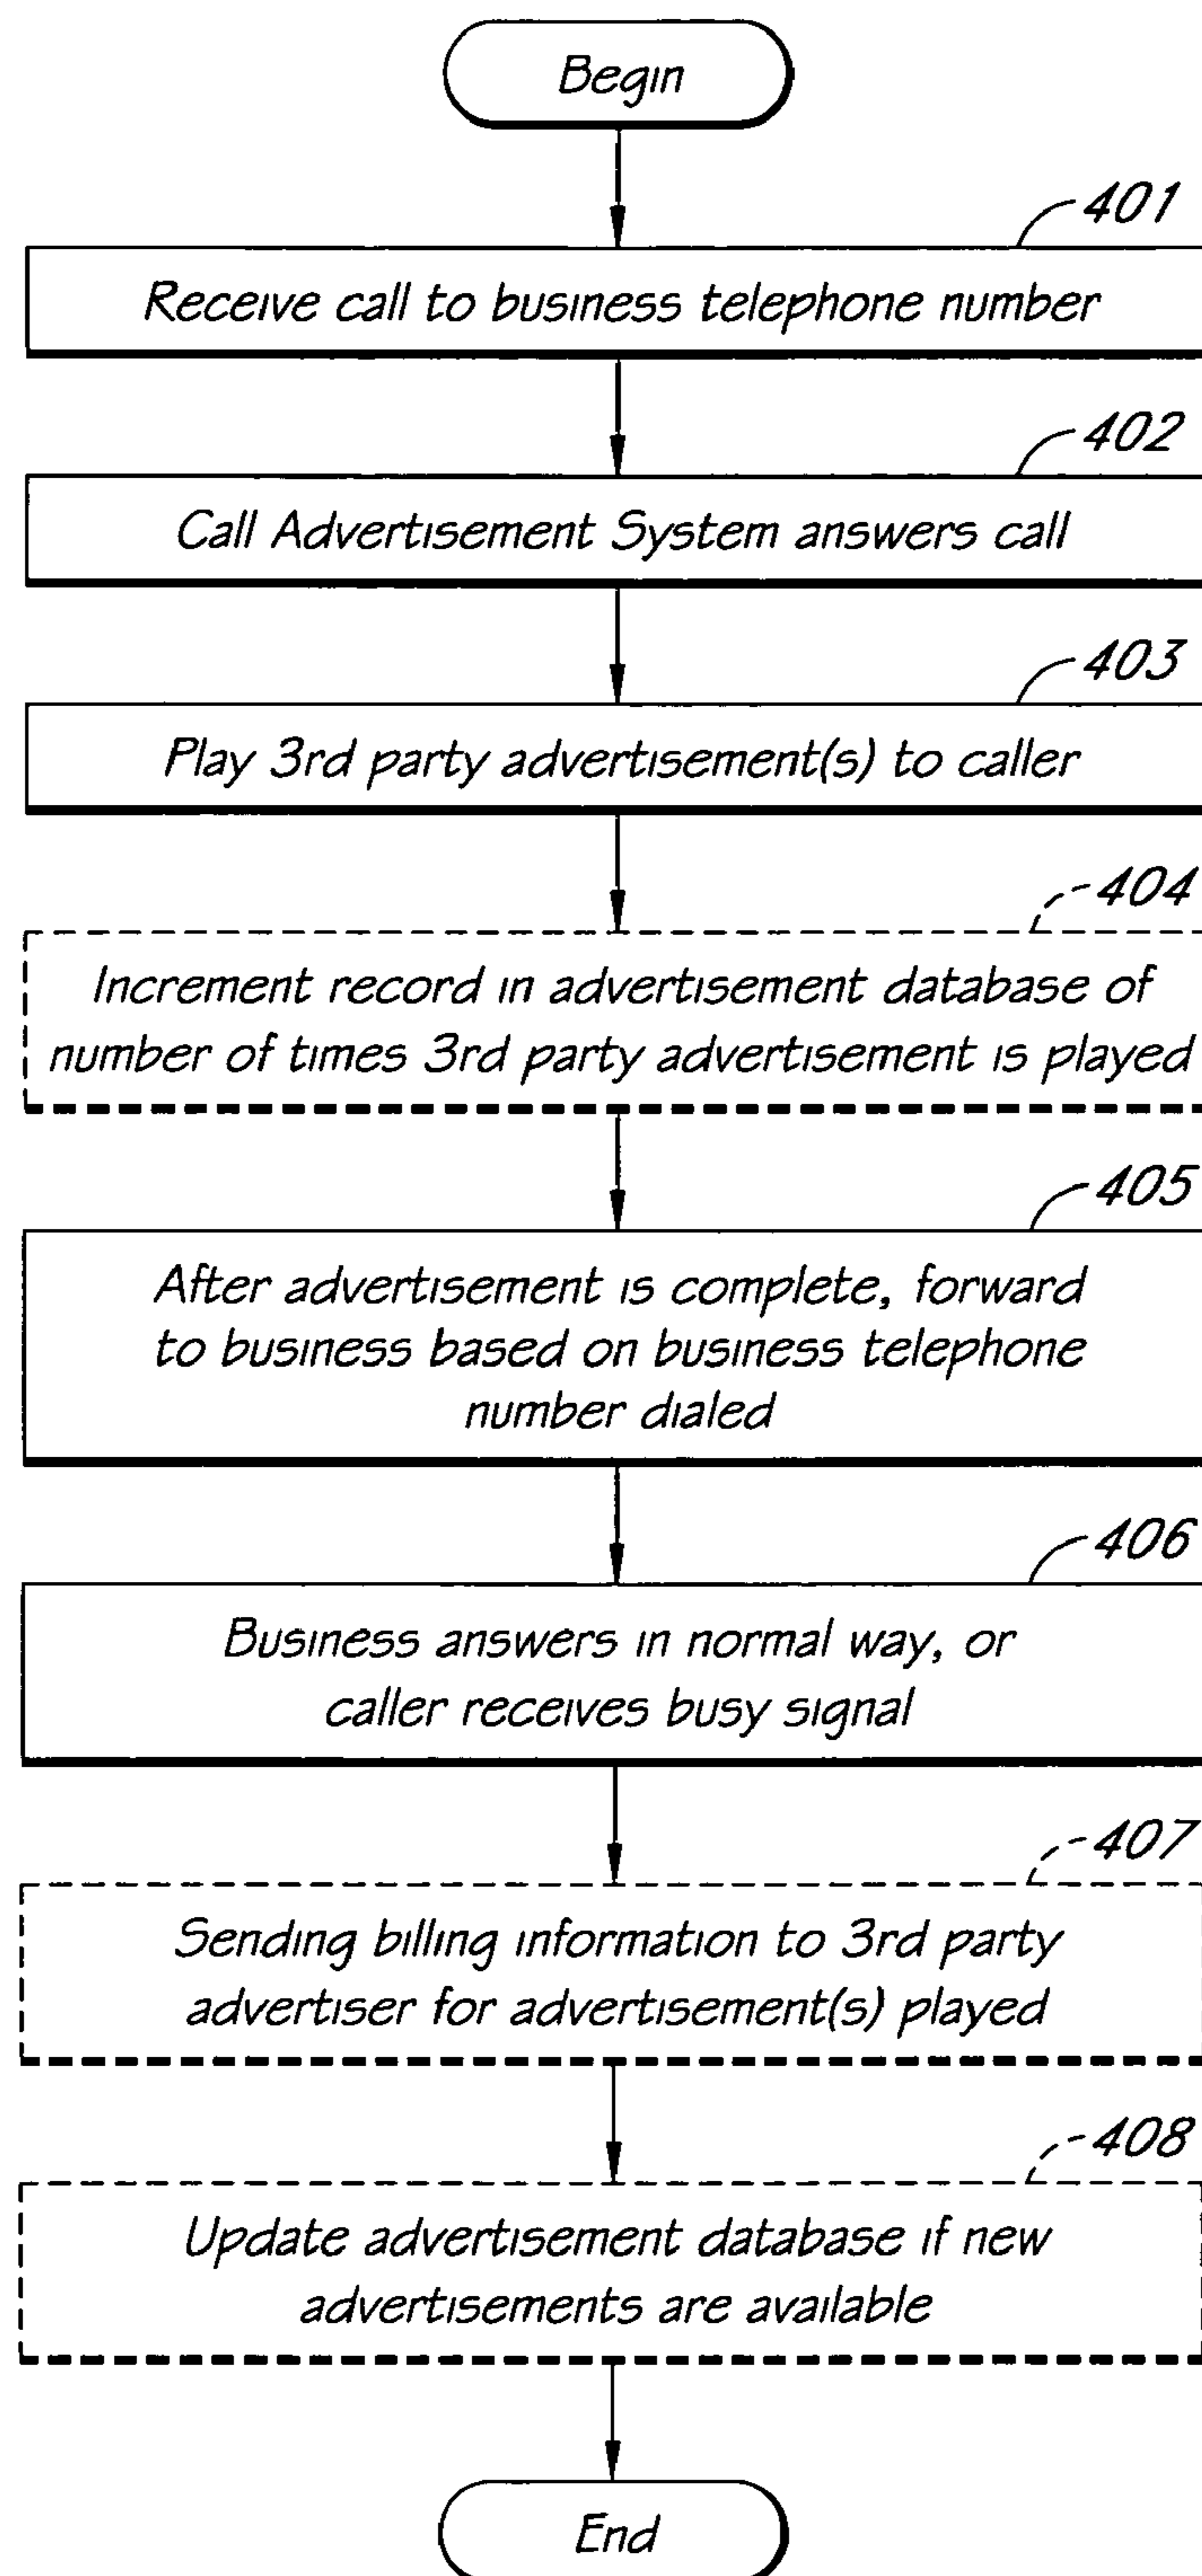 Begin
401
Receive call to business telephone number
402
Call Advertisement System answers call
403
Play 3rd party advertisement(s) to caller
404
Increment record in advertisement database of
number of times 3rd party advertisement is played
405
After advertisement is complete, forward
to business based on business telephone
number dialed
406
Business answers in normal way, or
caller receives busy signal
407
Sending billing information to 3rd party
advertiser for advertisement(s) played
408
Update advertisement database if new
advertisements are available
End